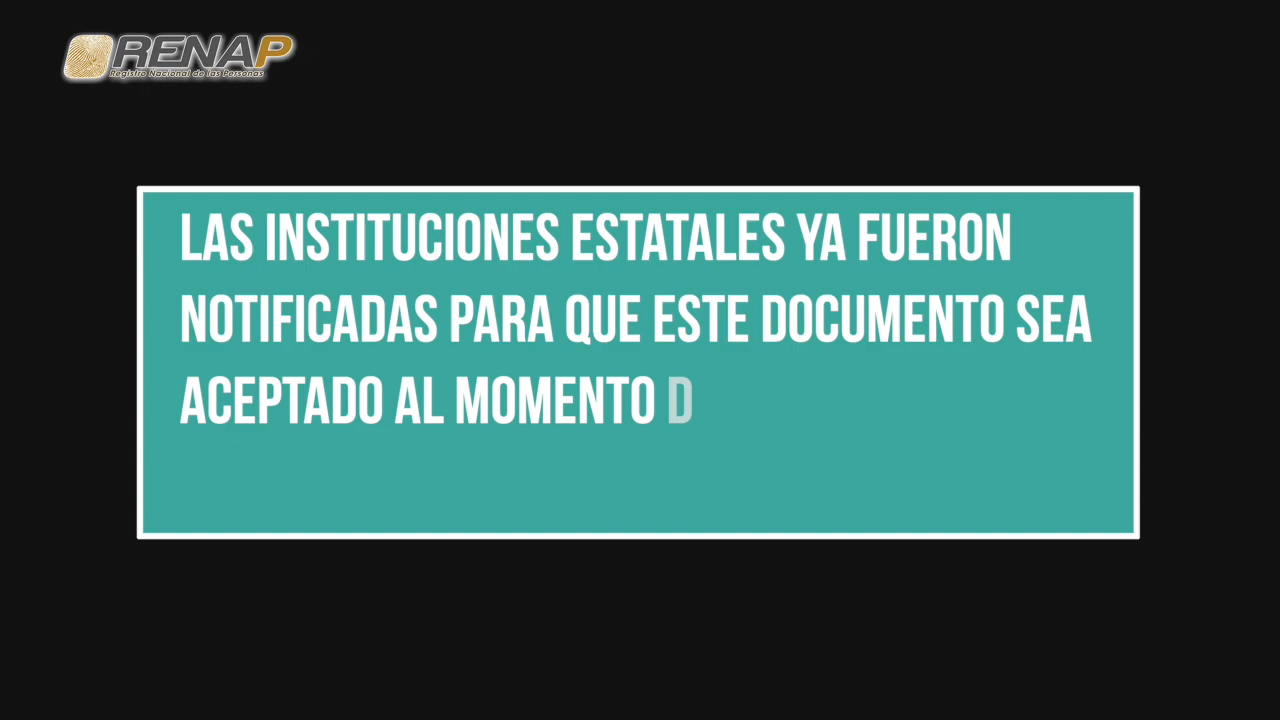 RENAP
Registro Nacional de las Personas
LAS INSTITUCIONES ESTATALES YA FUERON
NOTIFICADAS PARA QUE ESTE DOCUMENTO SEA
ACEPTADO AL MOMENTO D